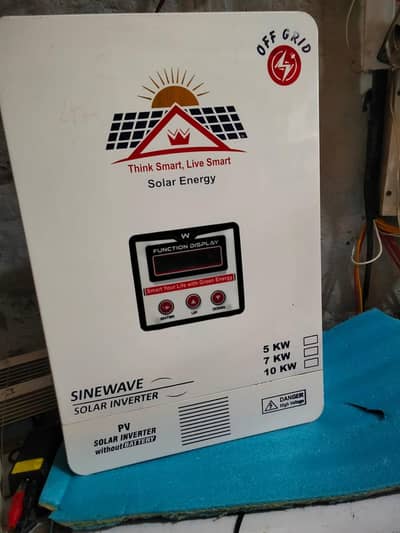 OFF GRID
Think Smart, Live Smart
Solar Energy
W
FUNCTION DISPLAY
Smart Your Life with Green Energy
UP
5 KW
7 KW
10 KW
SINEWAVE
SOLAR INVERTER
DANGER
High Voltage
PV
SOLAR INVERTER
without BATTERY